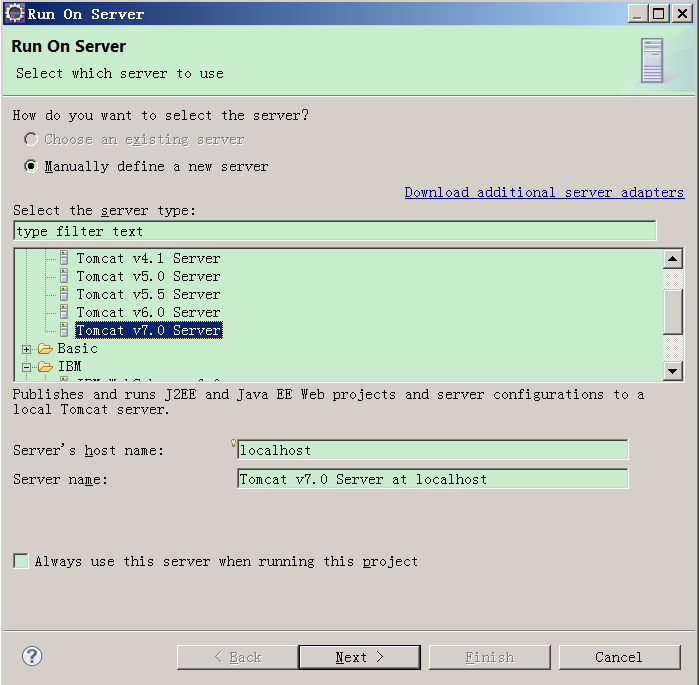 Run On Server
Run On Server
Select which server to use
How do you want to select the server?
Choose an existing server
Manually define a new server
Download additional server adapters
Select the server type:
type filter text
Tomcat v4.1 Server
Tomcat v5.0 Server
Tomcat v5.5 Server
Tomcat v6.0 Server
Tomcat v7.0 Server
Basic
IBM
Publishes and runs J2EE and Java EE Web projects and server configurations to a
local Tomcat server.
Server's host name:
localhost
Server name:
Tomcat v7.0 Server at localhost
Always use this server when running this project
?
< Back
Next >
Finish
Cancel